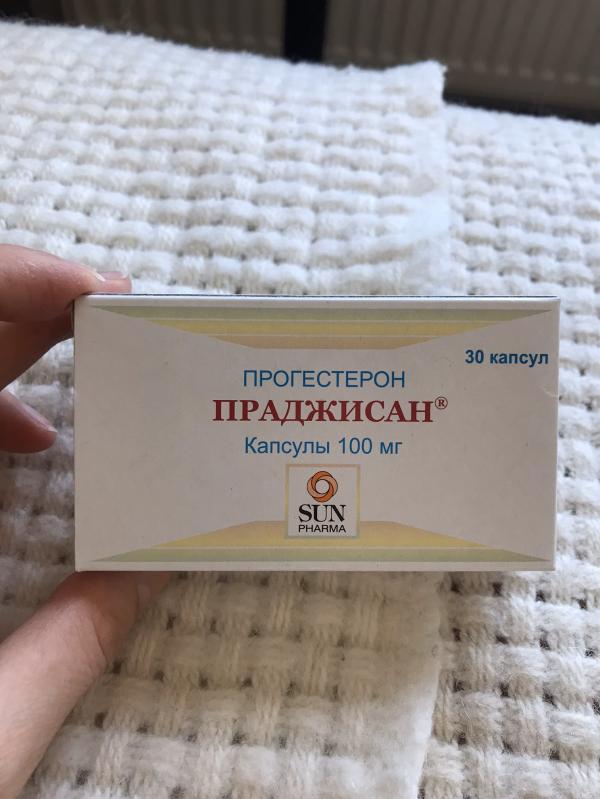 30 капсул
ПРОГЕСТЕРОН
ПРАДЖИСАН®
Капсулы 100 мг
SUN
PHARMA